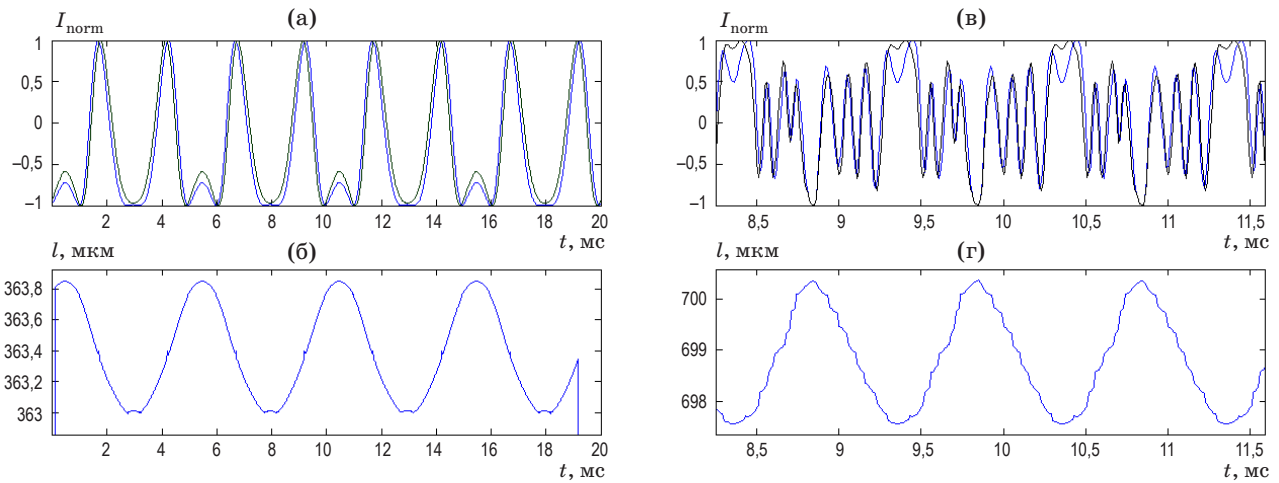 I norm (а)
1
0,5
0
–0,5
–1
2 4 6 8 10 12 14 16 18 20
t, мс
l, мкм (б)
363,8
363,6
363,4
363,2
363
2 4 6 8 10 12 14 16 18 20
t, мс
I norm (в)
1
0,5
0
–0,5
–1
8,5 9 9,5 10 10,5 11 11,5
t, мс
l, мкм (г)
700
699
698
8,5 9 9,5 10 10,5 11 11,5
t, мс